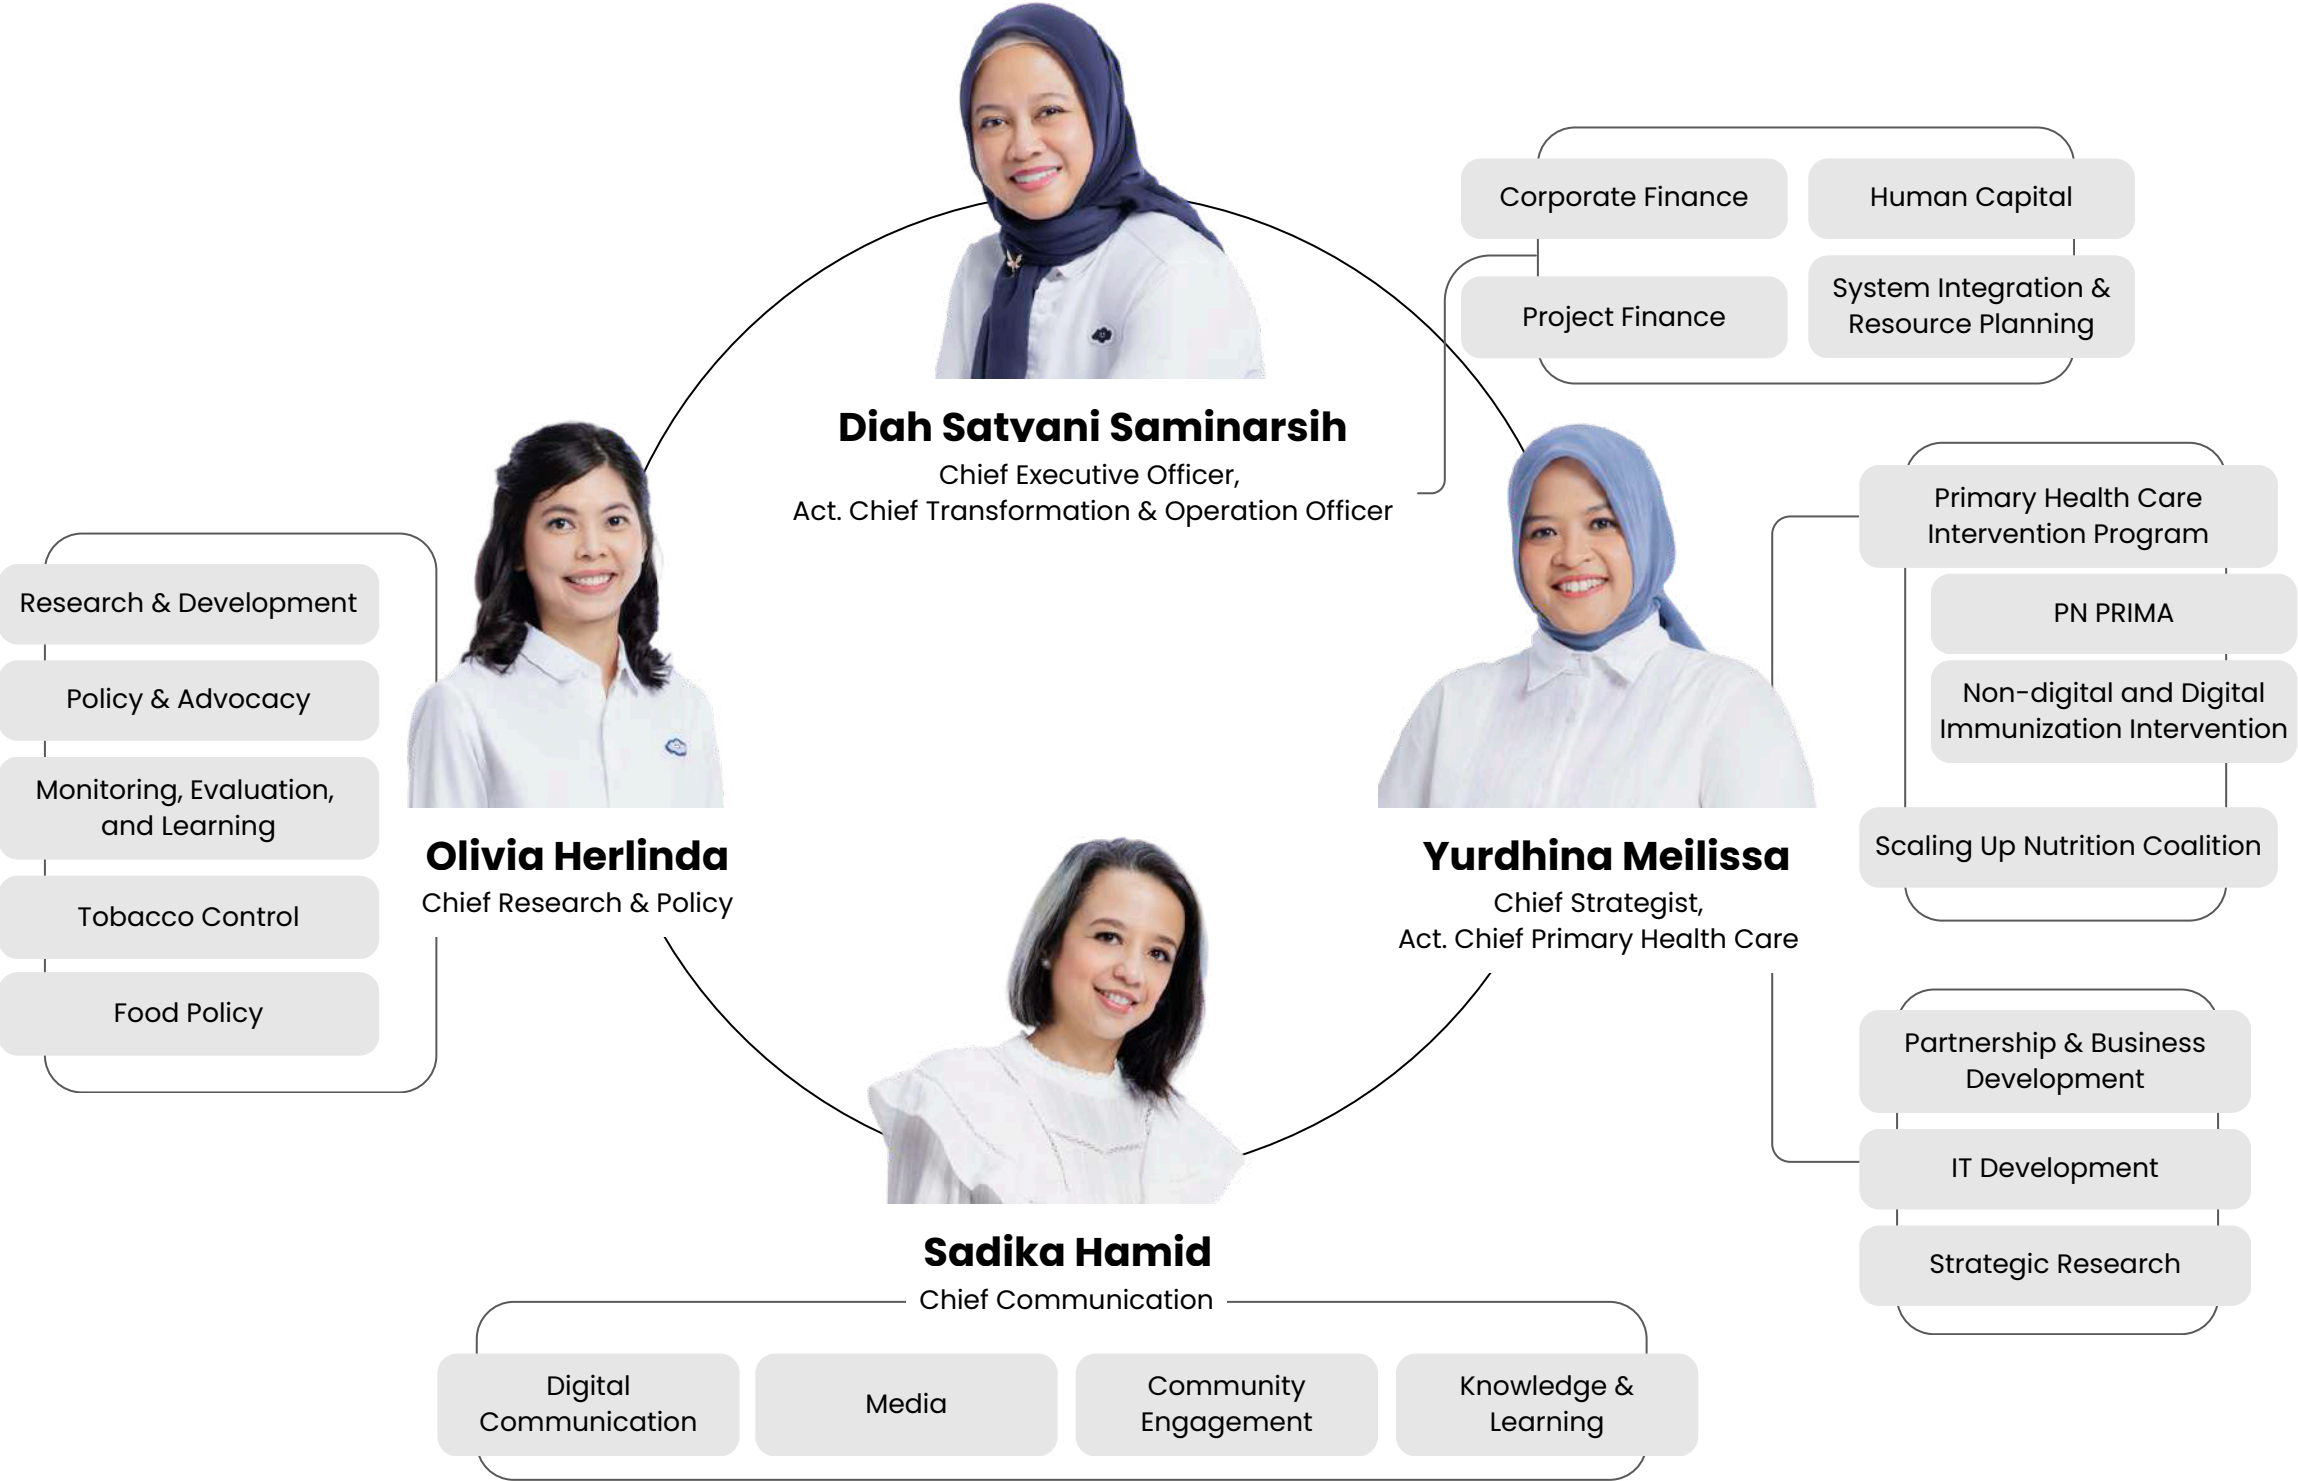 Diah Satyani Saminarsih
Chief Executive Officer,
Act. Chief Transformation & Operation Officer
Corporate Finance
Human Capital
Project Finance
System Integration &
Resource Planning
Olivia Herlinda
Chief Research & Policy
Research & Development
Policy & Advocacy
Monitoring, Evaluation,
and Learning
Tobacco Control
Food Policy
Yurdhina Meilissa
Chief Strategist,
Act. Chief Primary Health Care
Primary Health Care
Intervention Program
PN PRIMA
Non-digital and Digital
Immunization Intervention
Scaling Up Nutrition Coalition
Partnership & Business
Development
IT Development
Strategic Research
Sadika Hamid
Chief Communication
Digital
Communication
Media
Community
Engagement
Knowledge &
Learning